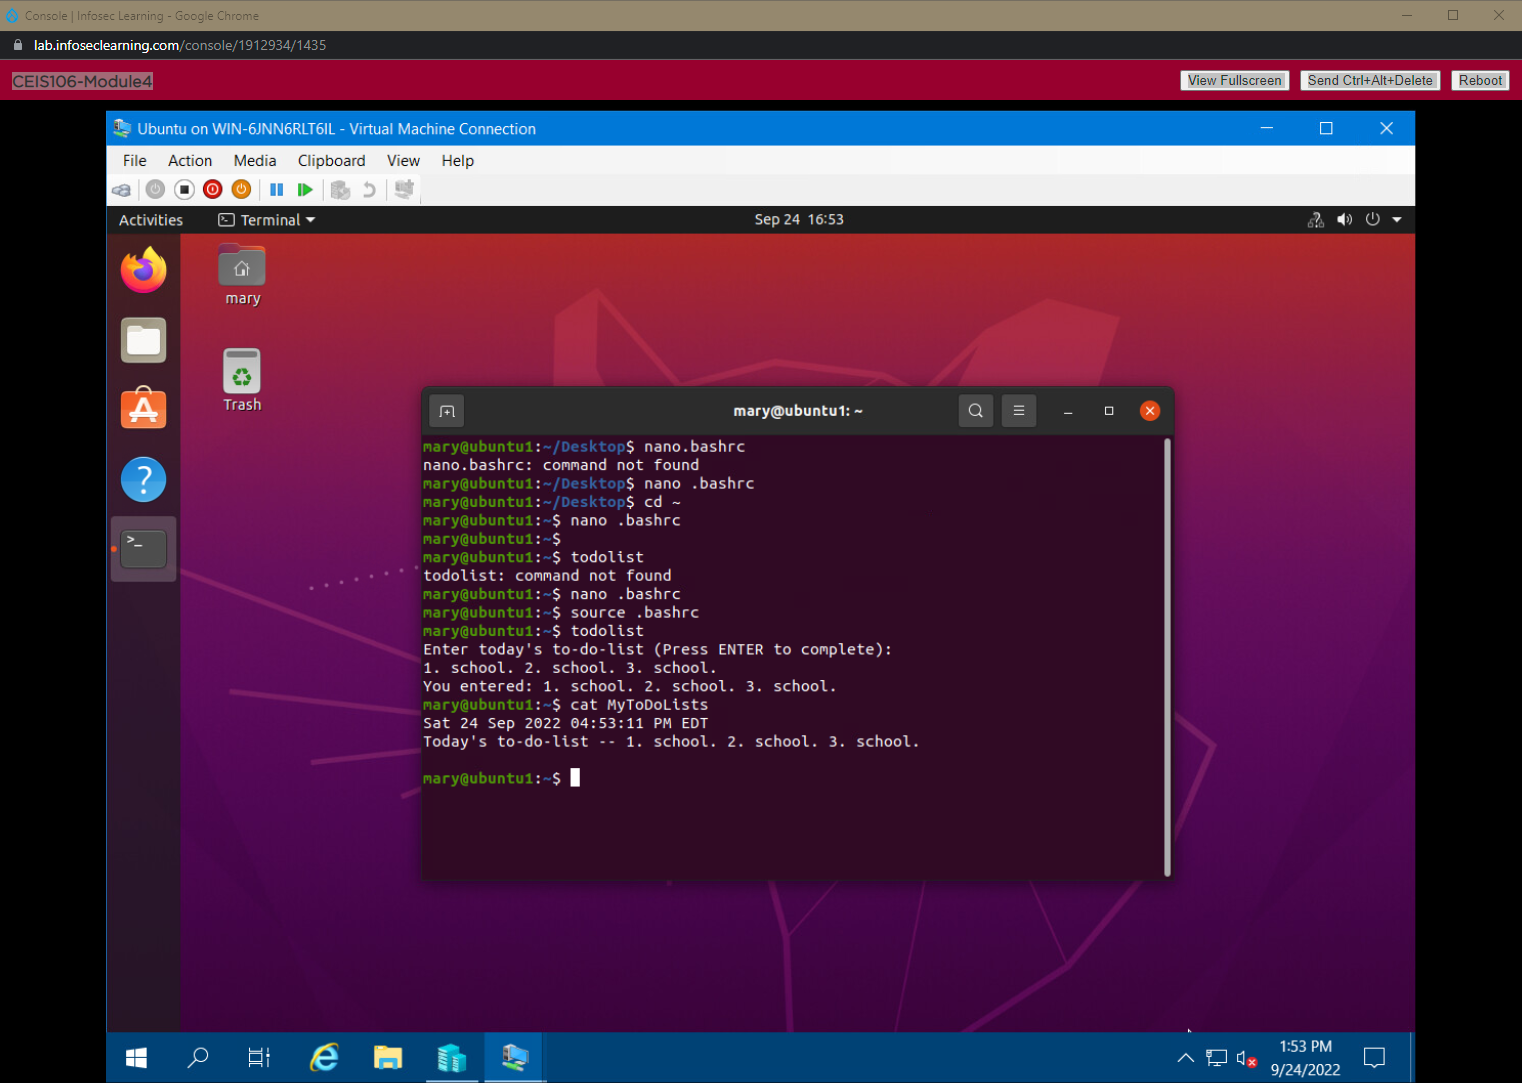 Console | Infosec Learning - Google Chrome
lab.infoseclearning.com/console/1912934/1435
CEIS106-Module4
View Fullscreen Send Ctrl+Alt+Delete Reboot
Ubuntu on WIN-6JNN6RLT6IL - Virtual Machine Connection
File Action Media Clipboard View Help
Activities Terminal Sep 24 16:53
mary
Trash
mary@ubuntu1: ~
mary@ubuntu1:~/Desktop$ nano.bashrc
nano.bashrc: command not found
mary@ubuntu1:~/Desktop$ nano .bashrc
mary@ubuntu1:~/Desktop$ cd ~
mary@ubuntu1:~$ nano .bashrc
mary@ubuntu1:~$
mary@ubuntu1:~$ todolist
todolist: command not found
mary@ubuntu1:~$ nano .bashrc
mary@ubuntu1:~$ source .bashrc
mary@ubuntu1:~$ todolist
Enter today's to-do-list (Press ENTER to complete):
1. school. 2. school. 3. school.
You entered: 1. school. 2. school. 3. school.
mary@ubuntu1:~$ cat MyToDoLists
Sat 24 Sep 2022 04:53:11 PM EDT
Today's to-do-list -- 1. school. 2. school. 3. school.
mary@ubuntu1:~$
1:53 PM
9/24/2022